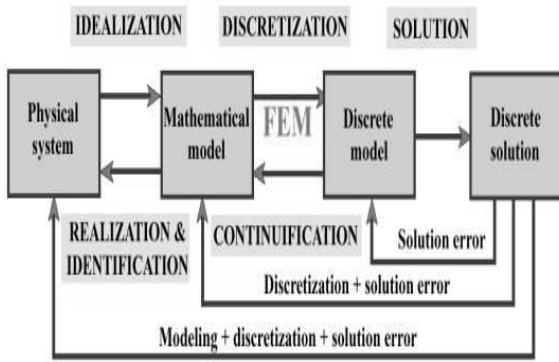 IDEALIZATION DISCRETIZATION SOLUTION
Physical
system
Mathematical
model
FEM
Discrete
model
Discrete
solution
REALIZATION &
IDENTIFICATION
CONTINUIFICATION
Solution error
Discretization + solution error
Modeling + discretization + solution error